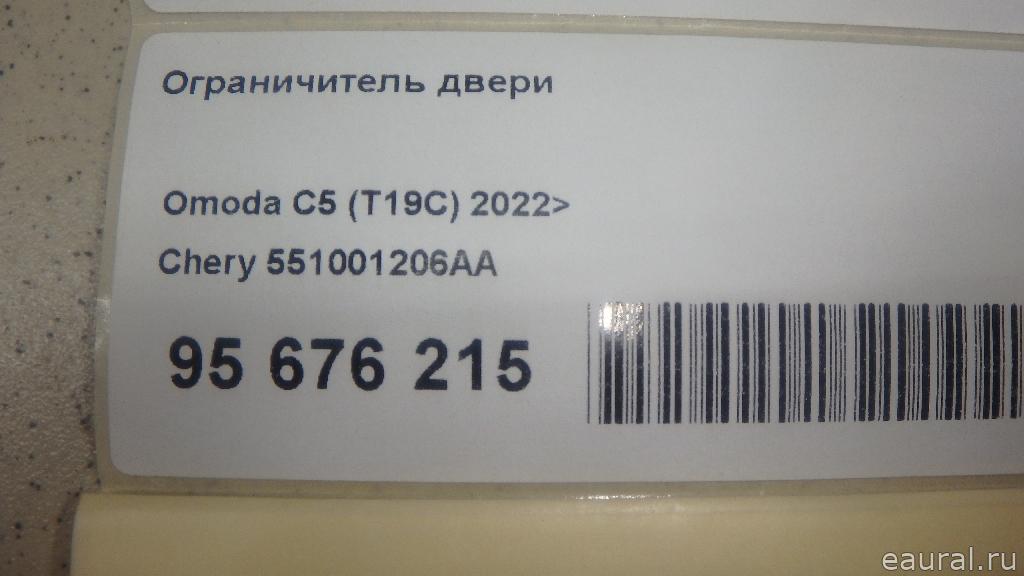 Ограничитель двери
Omoda C5 (T19C) 2022>
Chery 551001206AA
95 676 215
eaural.ru